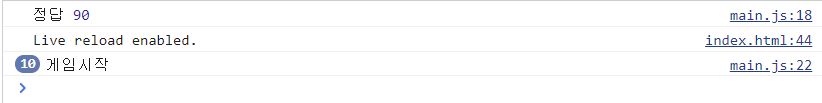 정답 90 main.js:18
Live reload enabled. index.html:44
10 게임시작 main.js:22
>